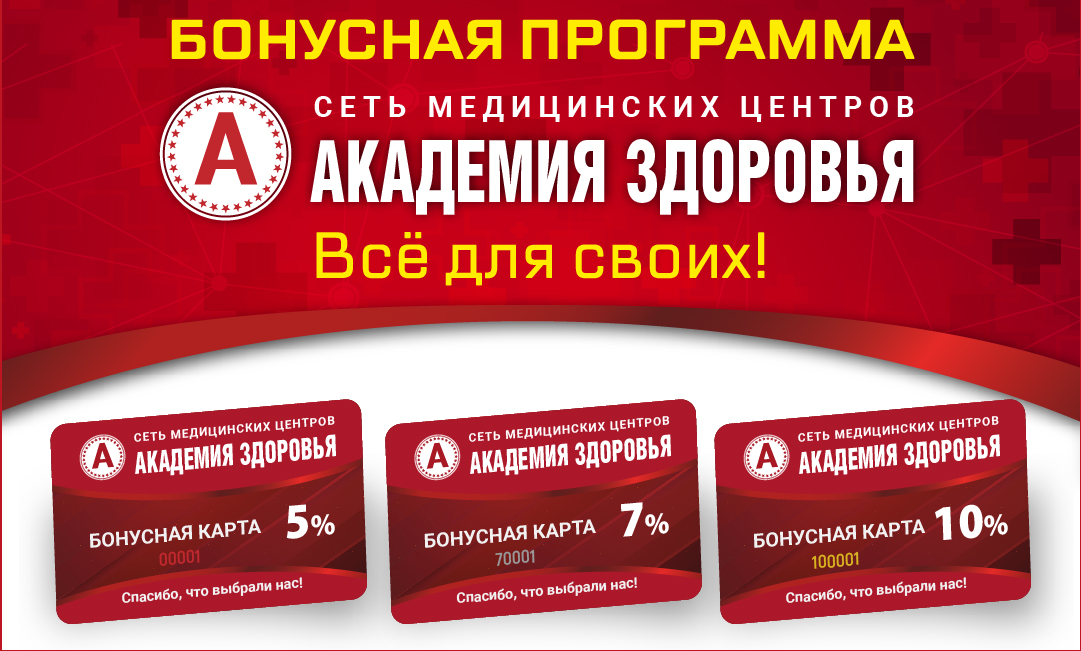 БОНУСНАЯ ПРОГРАММА
А
СЕТЬ МЕДИЦИНСКИХ ЦЕНТРОВ
АКАДЕМИЯ ЗДОРОВЬЯ
Всё для своих!
А
СЕТЬ МЕДИЦИНСКИХ ЦЕНТРОВ
АКАДЕМИЯ ЗДОРОВЬЯ
БОНУСНАЯ КАРТА 5%
00001
Спасибо, что выбрали нас!
А
СЕТЬ МЕДИЦИНСКИХ ЦЕНТРОВ
АКАДЕМИЯ ЗДОРОВЬЯ
БОНУСНАЯ КАРТА 7%
70001
Спасибо, что выбрали нас!
А
СЕТЬ МЕДИЦИНСКИХ ЦЕНТРОВ
АКАДЕМИЯ ЗДОРОВЬЯ
БОНУСНАЯ КАРТА 10%
100001
Спасибо, что выбрали нас!